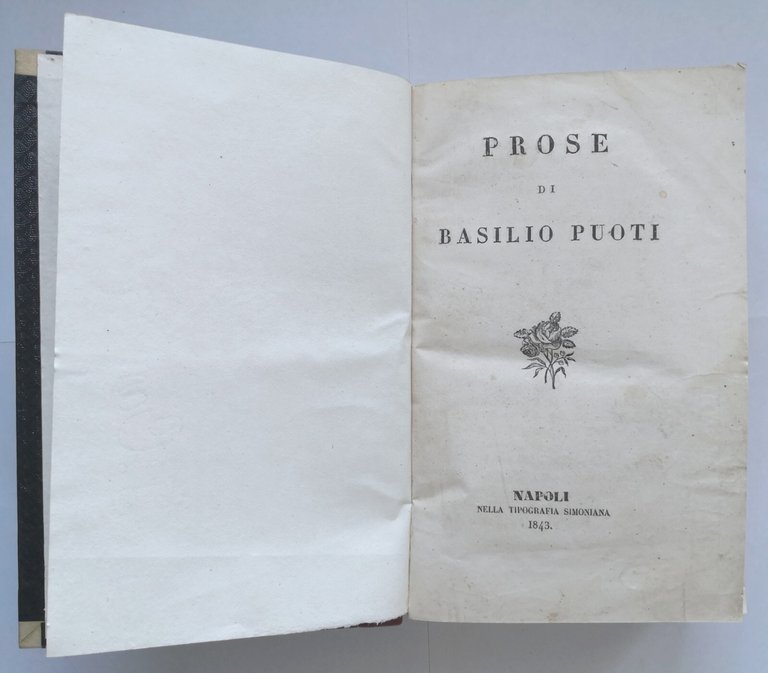 PROSE
DI
BASILIO PUOTI
NAPOLI
NELLA TIPOGRAFIA SIMONIANA
1843.